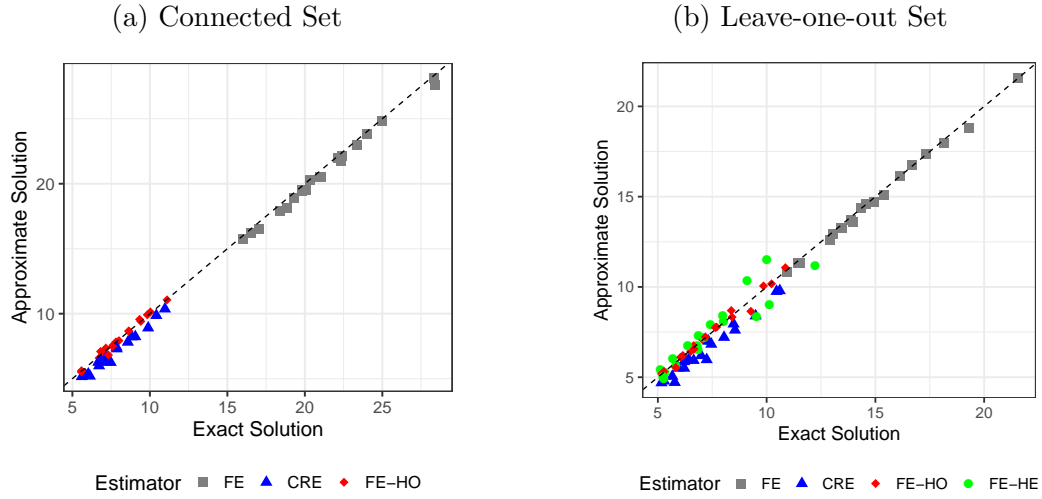 (a) Connected Set
(b) Leave-one-out Set
Approximate Solution
20
10
5
10
15
20
25
Exact Solution
Estimator FE CRE FE−HO
Approximate Solution
20
15
10
5
5
10
15
20
Exact Solution
Estimator FE CRE FE−HO FE−HE